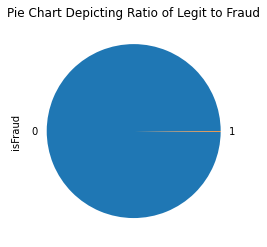 Pie Chart Depicting Ratio of Legit to Fraud
isFraud
0
1